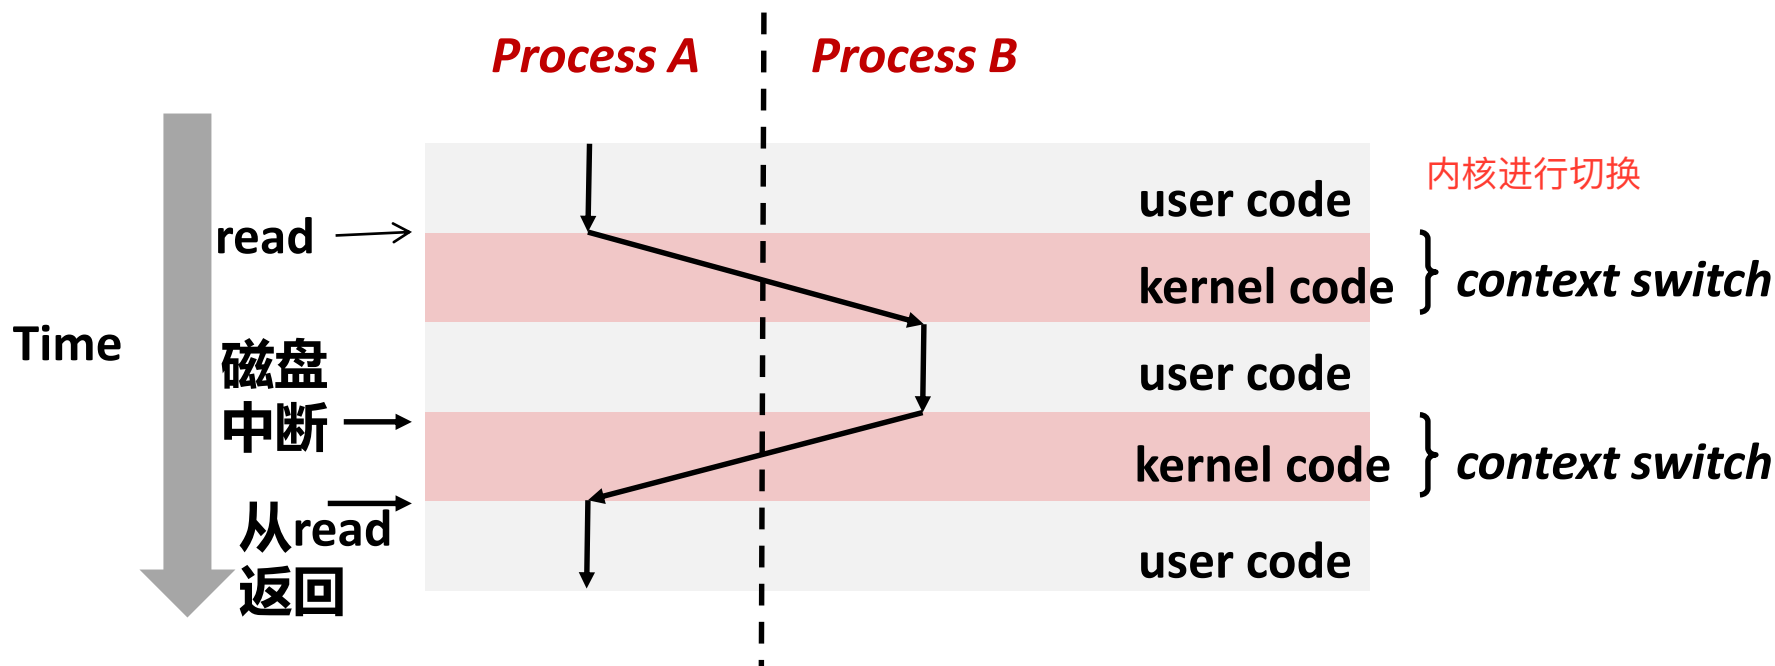 Process A
Process B
内核进行切换
user code
read
kernel code
context switch
Time
磁盘
中断
user code
kernel code
context switch
从read
返回
user code